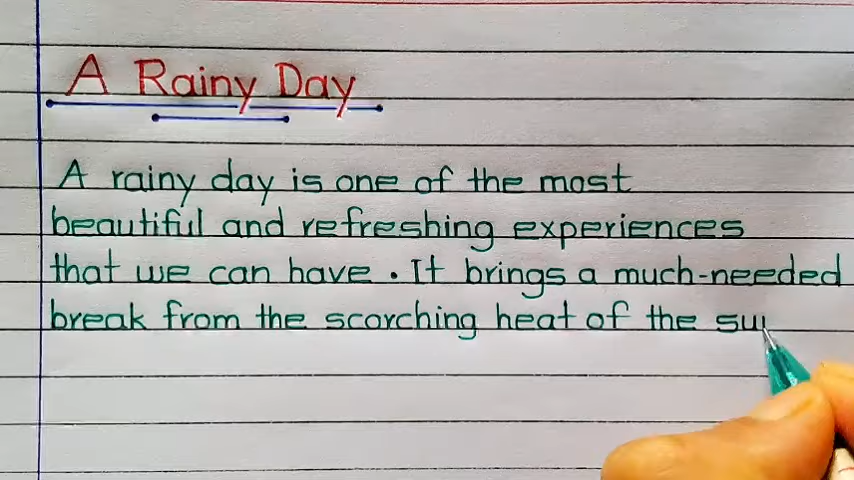 A Rainy Day
A rainy day is one of the most
beautiful and refreshing experiences
that we can have. It brings a much-needed
break from the scorching heat of the su